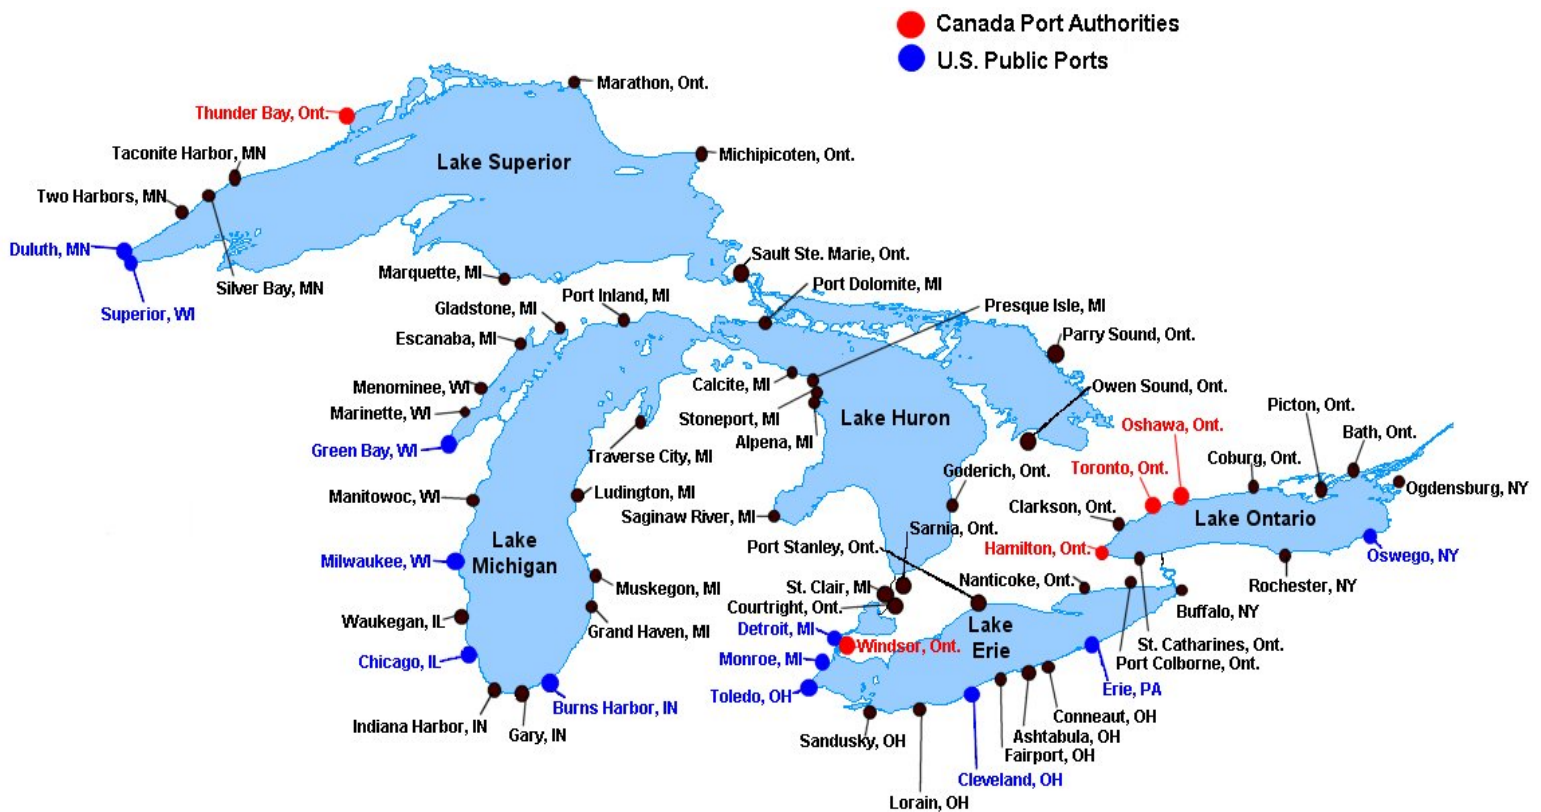 Canada Port Authorities
U.S. Public Ports
Marathon, Ont.
Thunder Bay, Ont.
Taconite Harbor, MN
Lake Superior
Michipicoten, Ont.
Two Harbors, MN
Duluth, MN
Sault Ste. Marie, Ont.
Marquette, MI
Silver Bay, MN
Port Dolomite, MI
Superior, WI
Gladstone, MI
Port Inland, MI
Presque Isle, MI
Escanaba, MI
Parry Sound, Ont.
Menominee, WI
Calcite, MI
Owen Sound, Ont.
Marinette, WI
Stoneport, MI
Lake Huron
Picton, Ont.
Green Bay, WI
Alpena, MI
Oshawa, Ont.
Bath, Ont.
Traverse City, MI
Goderich, Ont.
Toronto, Ont.
Coburg, Ont.
Manitowoc, WI
Ludington, MI
Ogdensburg, NY
Saginaw River, MI
Clarkson, Ont.
Lake Ontario
Sarnia, Ont.
Lake
Michigan
Port Stanley, Ont.
Hamilton, Ont.
Oswego, NY
Milwaukee, WI
Muskegon, MI
St. Clair, MI
Nanticoke, Ont.
Rochester, NY
Courtright, Ont.
Buffalo, NY
Waukegan, IL
Grand Haven, MI
Detroit, MI
Lake
Erie
Windsor, Ont.
St. Catharines, Ont.
Chicago, IL
Monroe, MI
Port Colborne, Ont.
Toledo, OH
Erie, PA
Burns Harbor, IN
Indiana Harbor, IN
Gary, IN
Conneaut, OH
Sandusky, OH
Ashtabula, OH
Fairport, OH
Cleveland, OH
Lorain, OH